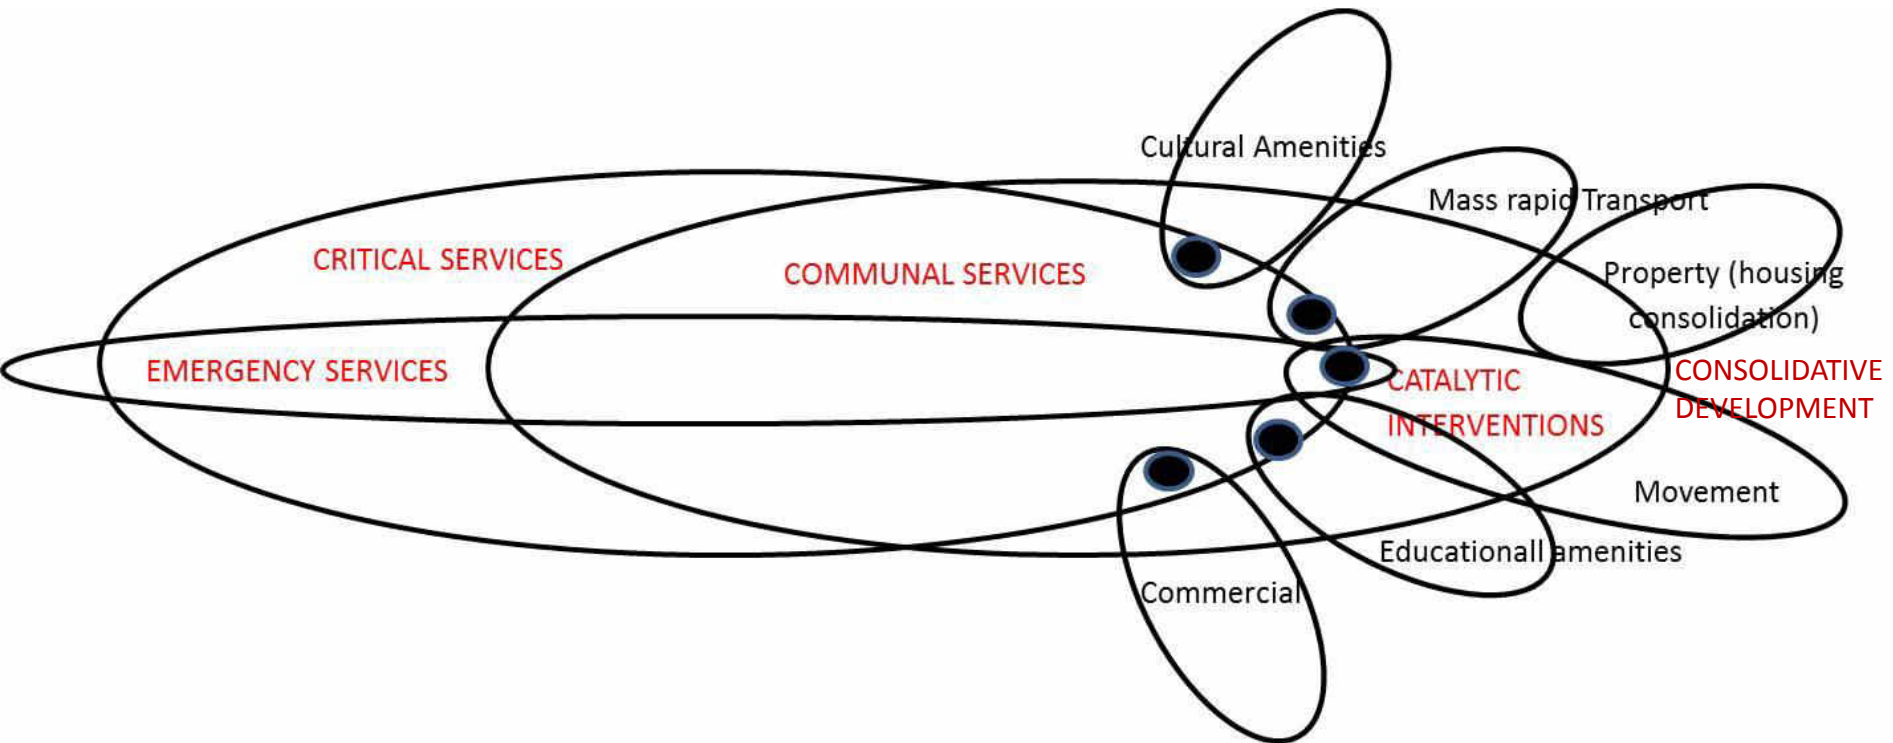 Cultural Amenities
Mass rapid Transport
CRITICAL SERVICES
COMMUNAL SERVICES
Property (housing
consolidation)
EMERGENCY SERVICES
CATALYTIC
INTERVENTIONS
CONSOLIDATIVE
DEVELOPMENT
Movement
Educationall amenities
Commercial